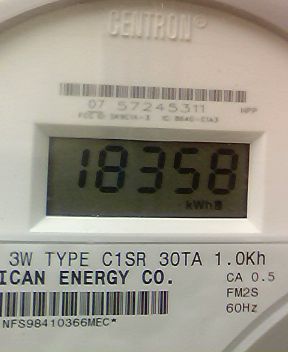 CENTRON®
07 57245311 NPP
18358
kWh
3W TYPE C1SR 30TA 1.0Kh
ICAN ENERGY CO. CA 0.5
FM2S
NFS98410366MEC* 60Hz